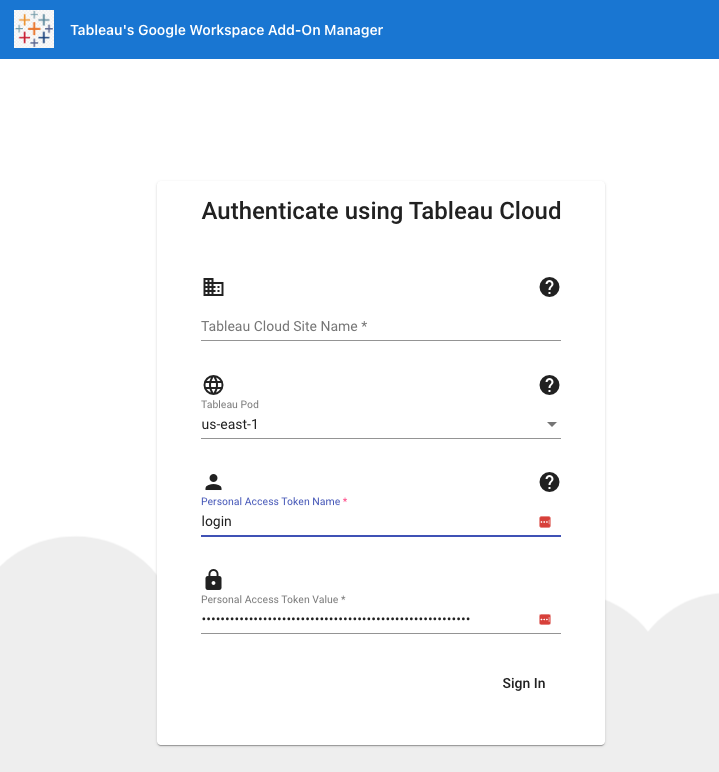 Tableau's Google Workspace Add-On Manager
Authenticate using Tableau Cloud
Tableau Cloud Site Name *
Tableau Pod
us-east-1
Personal Access Token Name *
login
Personal Access Token Value *
Sign In